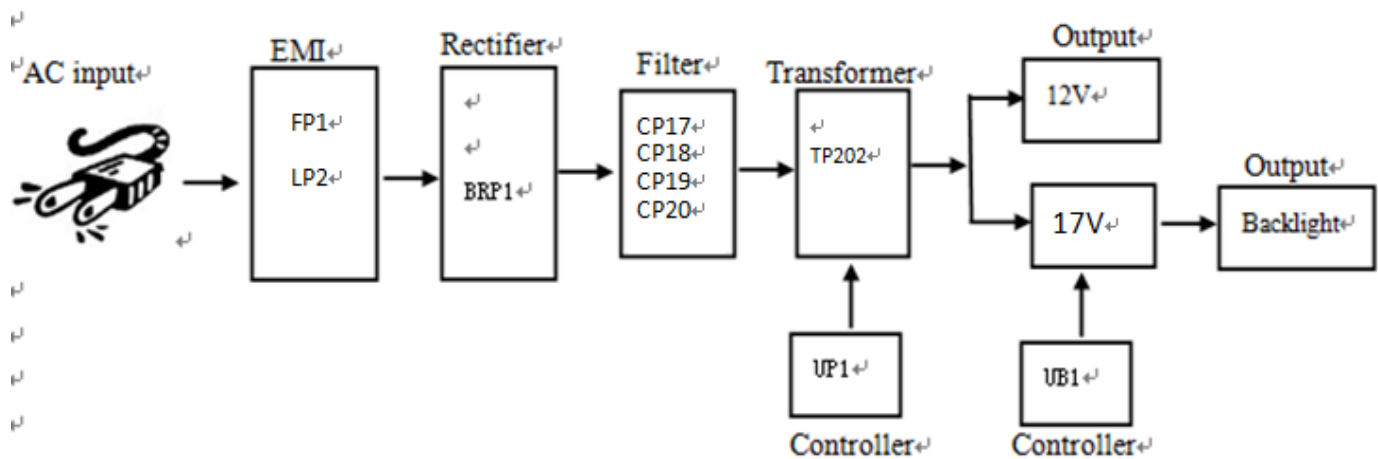 AC input
EMI
FP1
LP2
Rectifier
BRP1
Filter
CP17
CP18
CP19
CP20
Transformer
TP202
UP1
Controller
Output
12V
17V
UB1
Controller
Output
Backlight